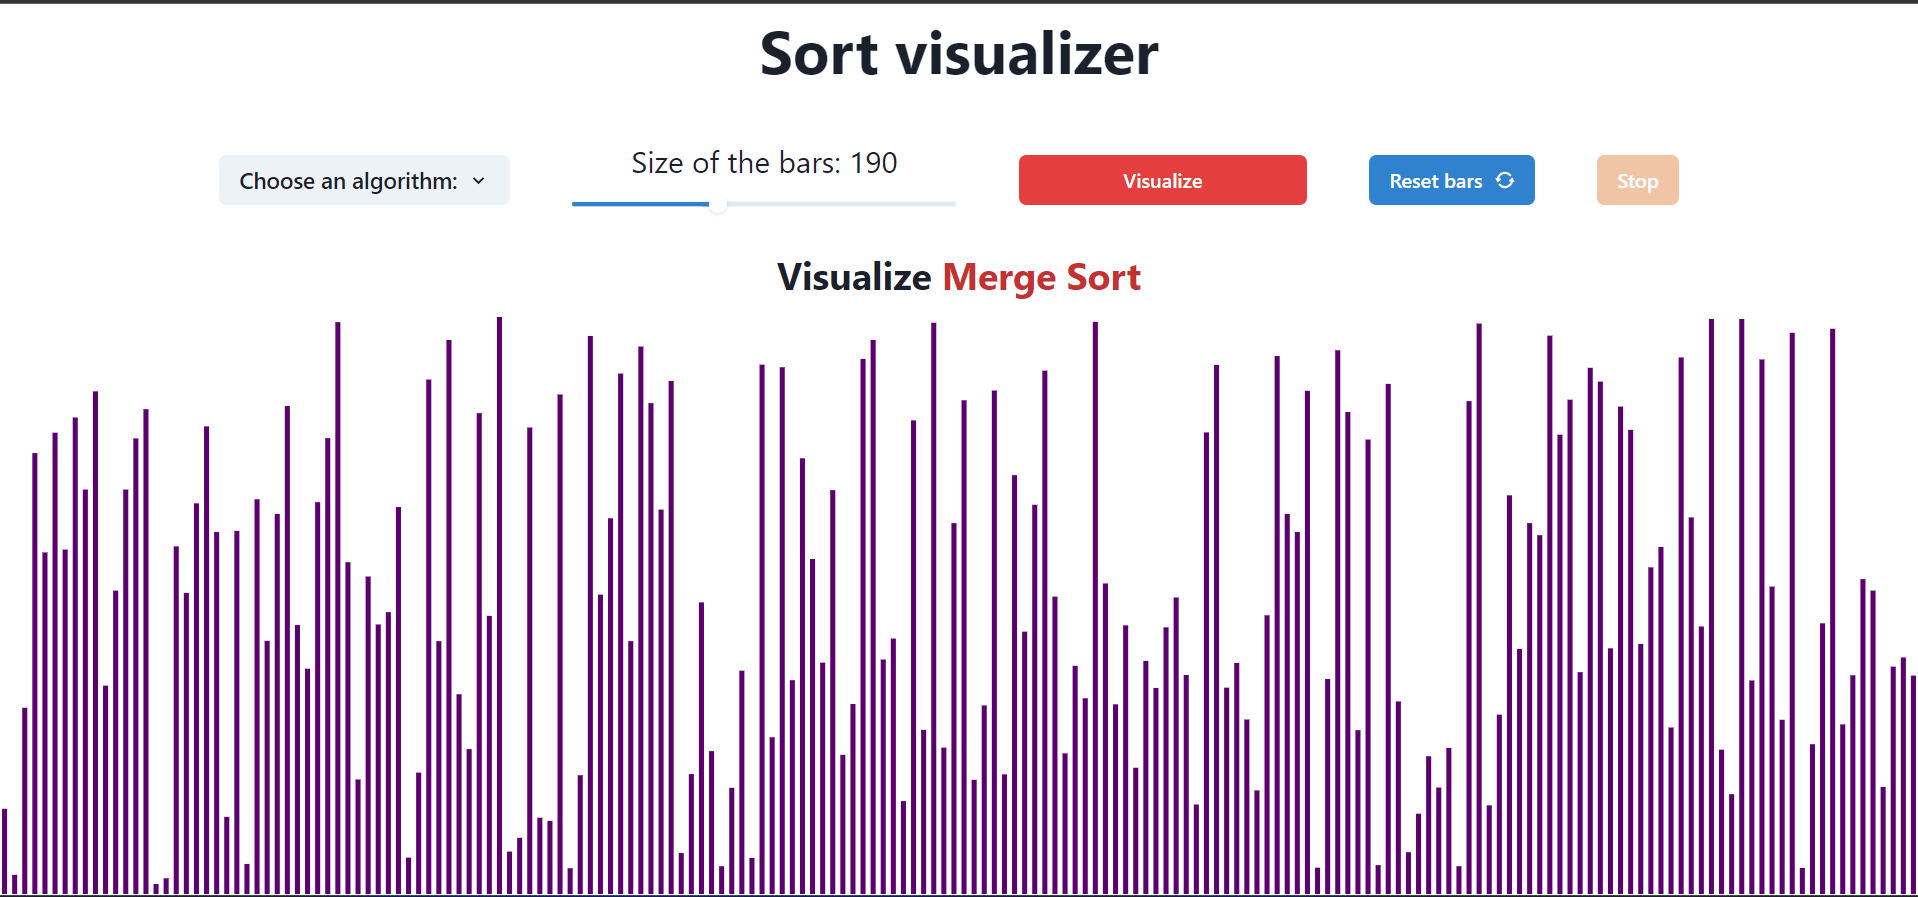 Sort visualizer
Choose an algorithm:
Size of the bars: 190
Visualize
Reset bars
Stop
Visualize Merge Sort